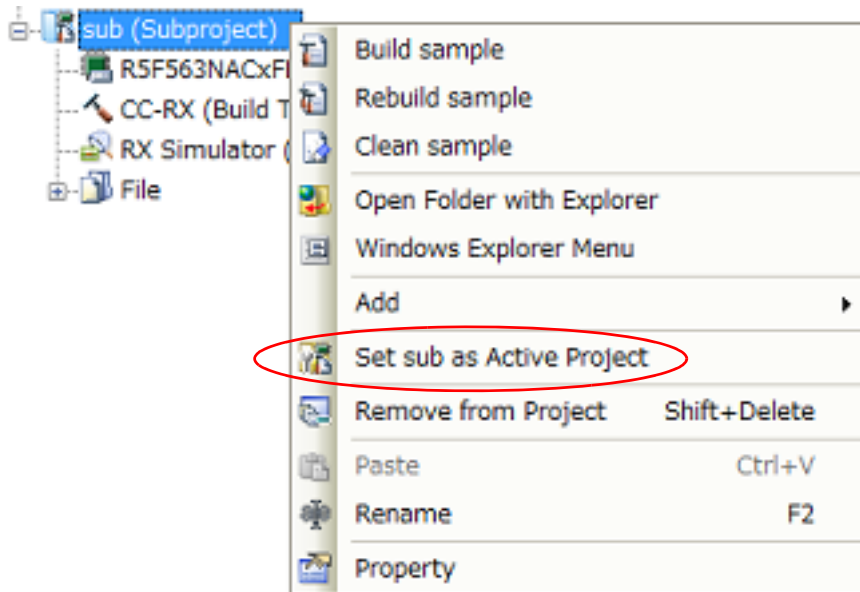 sub (Subproject)
R5F563NACxF
CC-RX (Build T
RX Simulator (
File
Build sample
Rebuild sample
Clean sample
Open Folder with Explorer
Windows Explorer Menu
Add
Set sub as Active Project
Remove from Project Shift+Delete
Paste Ctrl+V
Rename F2
Property